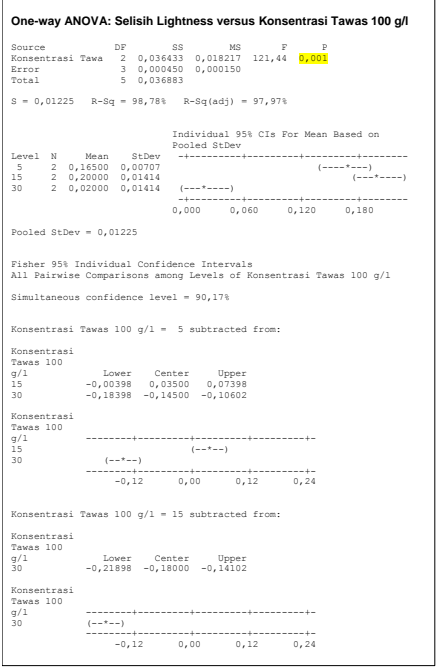 One-way ANOVA: Selisih Lightness versus Konsentrasi Tawas 100 g/l
Source DF SS MS F P
Konsentrasi Tawa 2 0,036433 0,018217 121,44 0,001
Error 3 0,000450 0,000150
Total 5 0,036883
S = 0,01225 R-Sq = 98,78% R-Sq(adj) = 97,97%
Individual 95% CIs For Mean Based on
Pooled StDev
Level N Mean StDev -+---------+---------+---------+--------
5 2 0,16500 0,00707 (----*---)
15 2 0,20000 0,01414 (---*----)
30 2 0,02000 0,01414 (---*----)
-+---------+---------+---------+--------
0,000 0,060 0,120 0,180
Pooled StDev = 0,01225
Fisher 95% Individual Confidence Intervals
All Pairwise Comparisons among Levels of Konsentrasi Tawas 100 g/l
Simultaneous confidence level = 90,17%
Konsentrasi Tawas 100 g/l = 5 subtracted from:
Konsentrasi
Tawas 100
g/l Lower Center Upper
15 -0,00398 0,03500 0,07398
30 -0,18398 -0,14500 -0,10602
Konsentrasi
Tawas 100
g/l --------+---------+---------+---------+-
15 (--*--)
30 (--*--)
--------+---------+---------+---------+-
-0,12 0,00 0,12 0,24
Konsentrasi Tawas 100 g/l = 15 subtracted from:
Konsentrasi
Tawas 100
g/l Lower Center Upper
30 -0,21898 -0,18000 -0,14102
Konsentrasi
Tawas 100
g/l --------+---------+---------+---------+-
30 (--*--)
--------+---------+---------+---------+-
-0,12 0,00 0,12 0,24